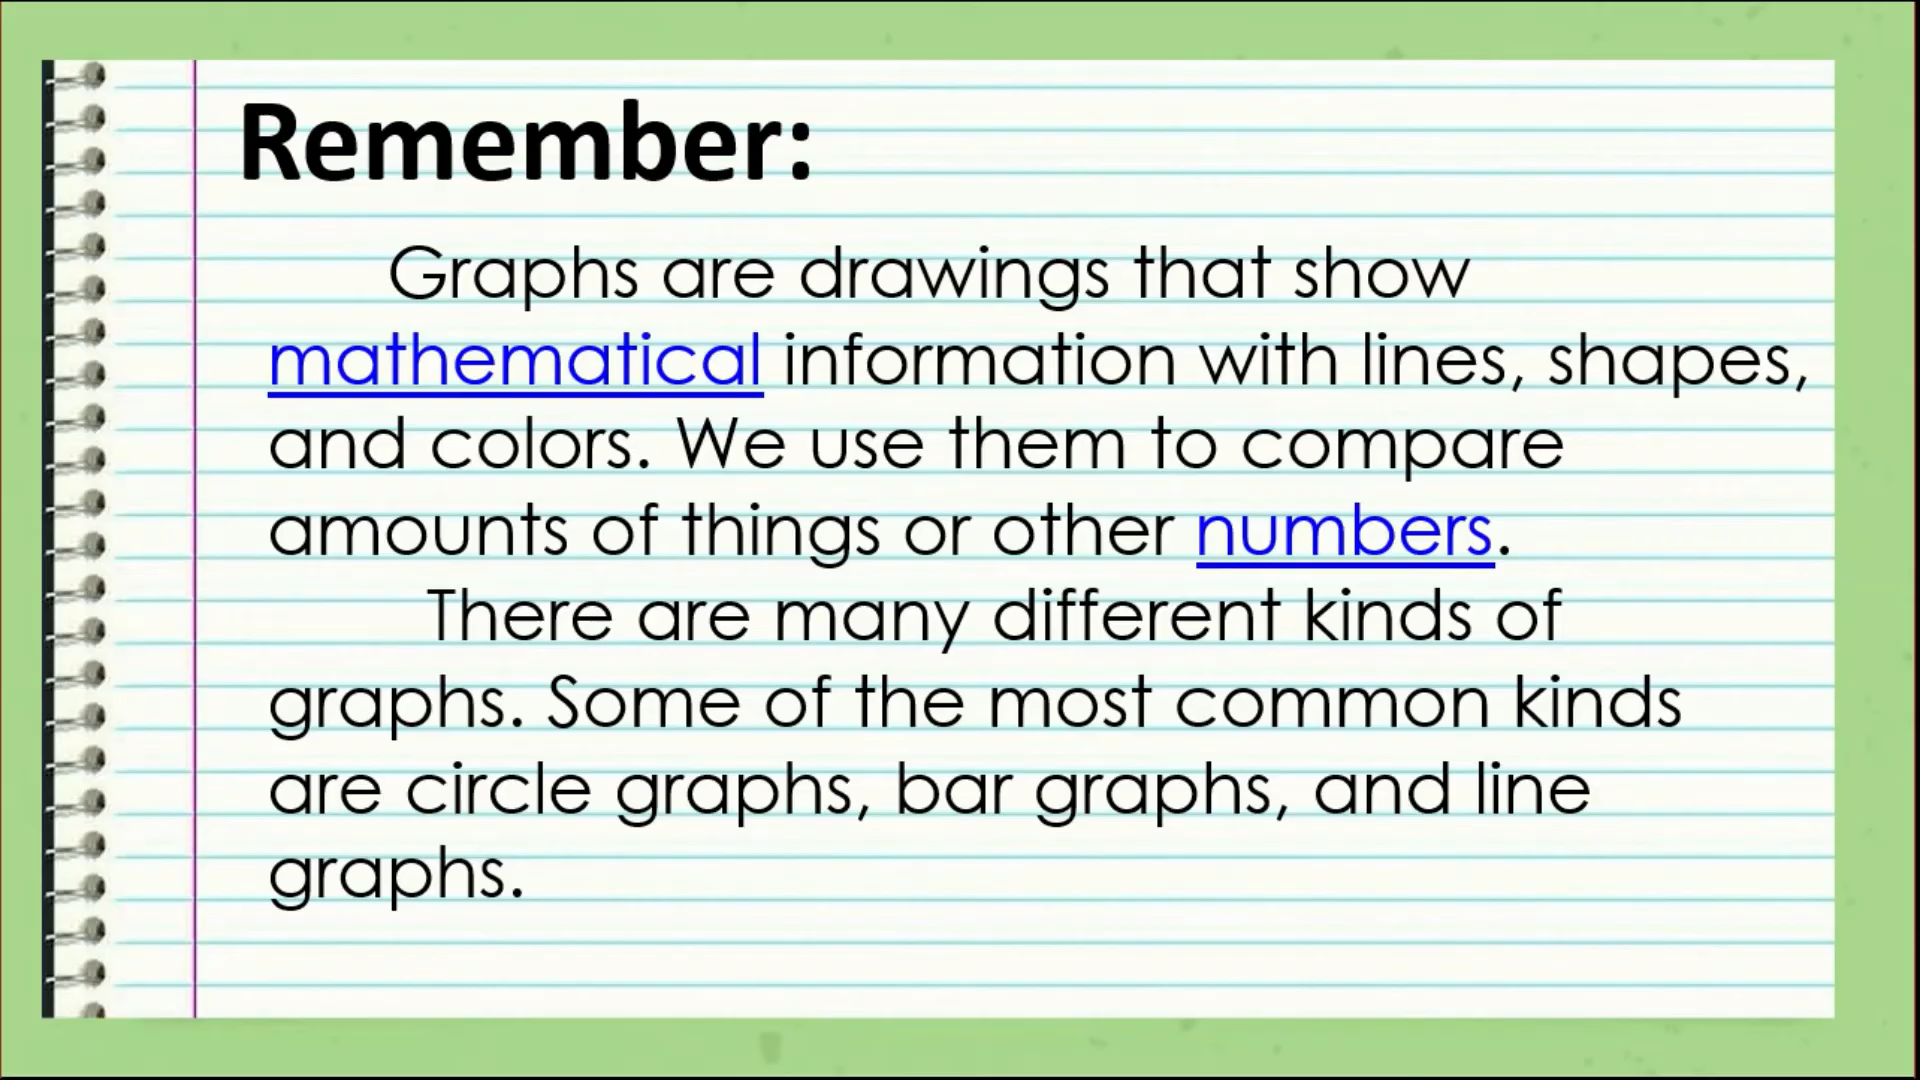 Remember:
Graphs are drawings that show
mathematical information with lines, shapes,
and colors. We use them to compare
amounts of things or other numbers.
There are many different kinds of
graphs. Some of the most common kinds
are circle graphs, bar graphs, and line
graphs.